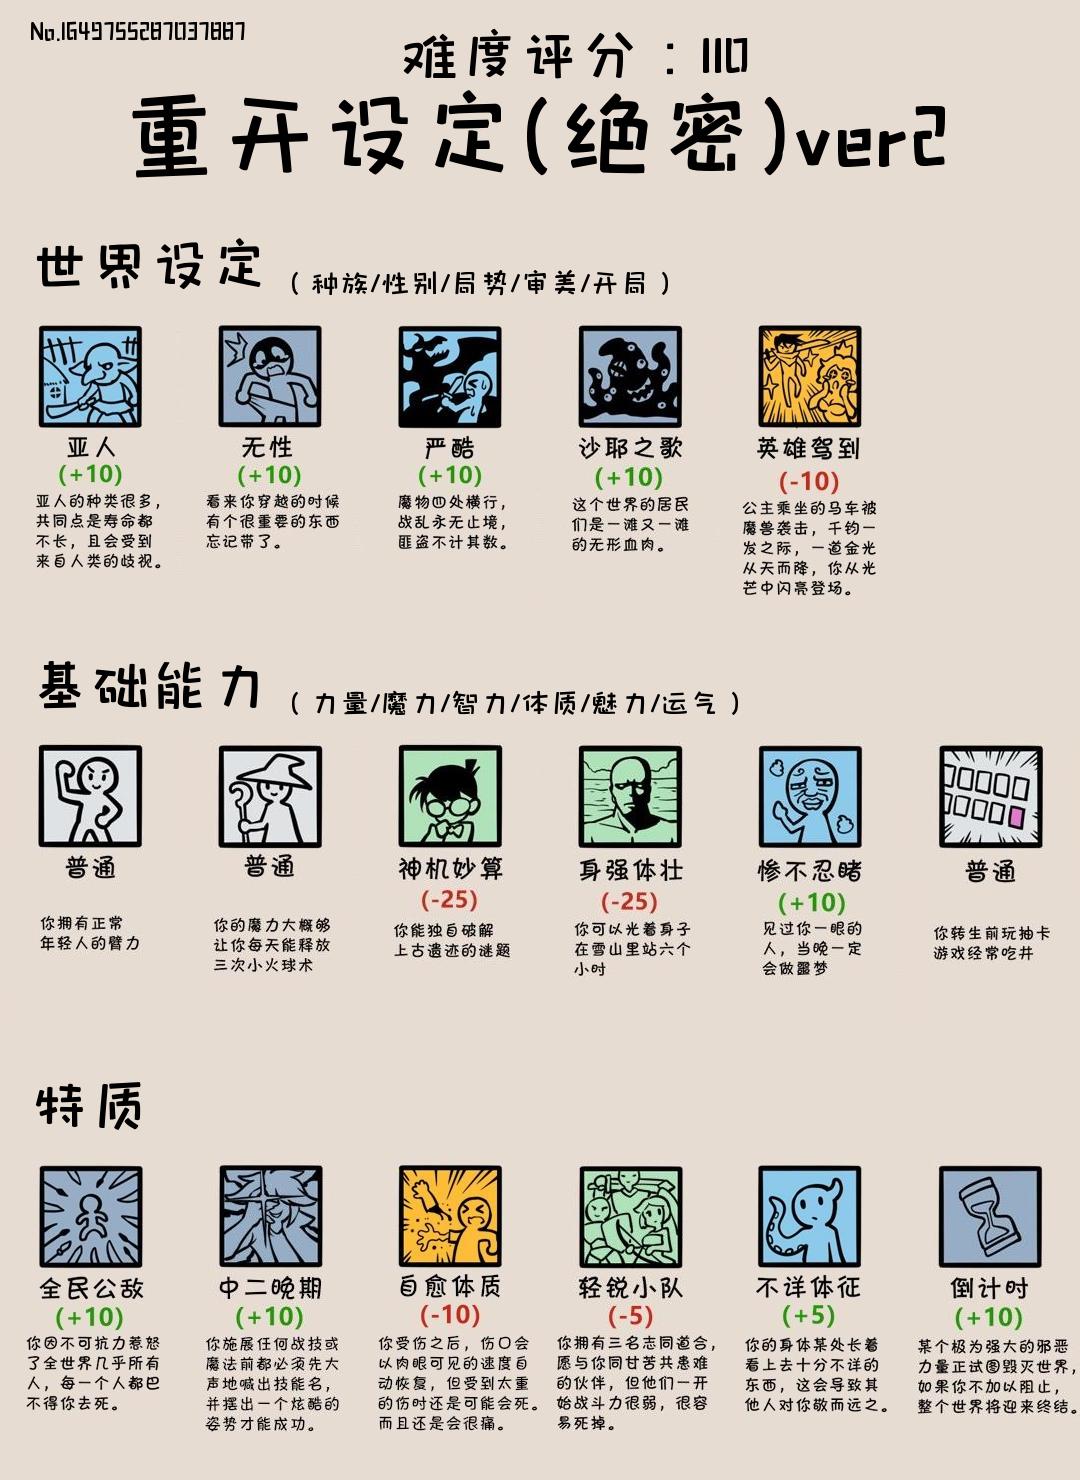 No.1649755287037887
难度评分：110
重开设定(绝密)ver2
世界设定（种族/性别/局势/审美/开局）
亚人
(+10)
亚人的种类很多，
共同点是寿命都
不长，且会受到
来自人类的歧视。
无性
(+10)
看来你穿越的时候
有个很重要的东西
忘记带了。
严酷
(+10)
魔物四处横行，
战乱永无止境，
匪盗不计其数。
沙耶之歌
(+10)
这个世界的居民
们是一滩又一滩
的无形血肉。
英雄驾到
(-10)
公主乘坐的马车被
魔兽袭击，千钧一
发之际，一道金光
从天而降，你从光
芒中闪亮登场。
基础能力（力量/魔力/智力/体质/魅力/运气）
普通
你拥有正常
年轻人的臂力
普通
你的魔力大概够
让你每天能释放
三次小火球术
神机妙算
(-25)
你能独自破解
上古遗迹的谜题
身强体壮
(-25)
你可以光着身子
在雪山里站六个
小时
惨不忍睹
(+10)
见过你一眼的
人，当晚一定
会做噩梦
普通
你转生前玩抽卡
游戏经常吃井
特质
全民公敌
(+10)
你因不可抗力惹怒
了全世界几乎所有
人，每一个人都巴
不得你去死。
中二晚期
(+10)
你施展任何战技或
魔法前都必须先大
声地喊出技能名，
并摆出一个炫酷的
姿势才能成功。
自愈体质
(-10)
你受伤之后，伤口会
以肉眼可见的速度自
动恢复，但受到太重
的伤时还是可能会死。
而且还是会很痛。
轻锐小队
(-5)
你拥有三名志同道合，
愿与你同甘苦共患难
的伙伴，但他们一开
始战斗力很弱，很容
易死掉。
不详体征
(+5)
你的身体某处长着
看上去十分不详的
东西，这会导致其
他人对你敬而远之。
倒计时
(+10)
某个极为强大的邪恶
力量正试图毁灭世界，
如果你不加以阻止，
整个世界将迎来终结。